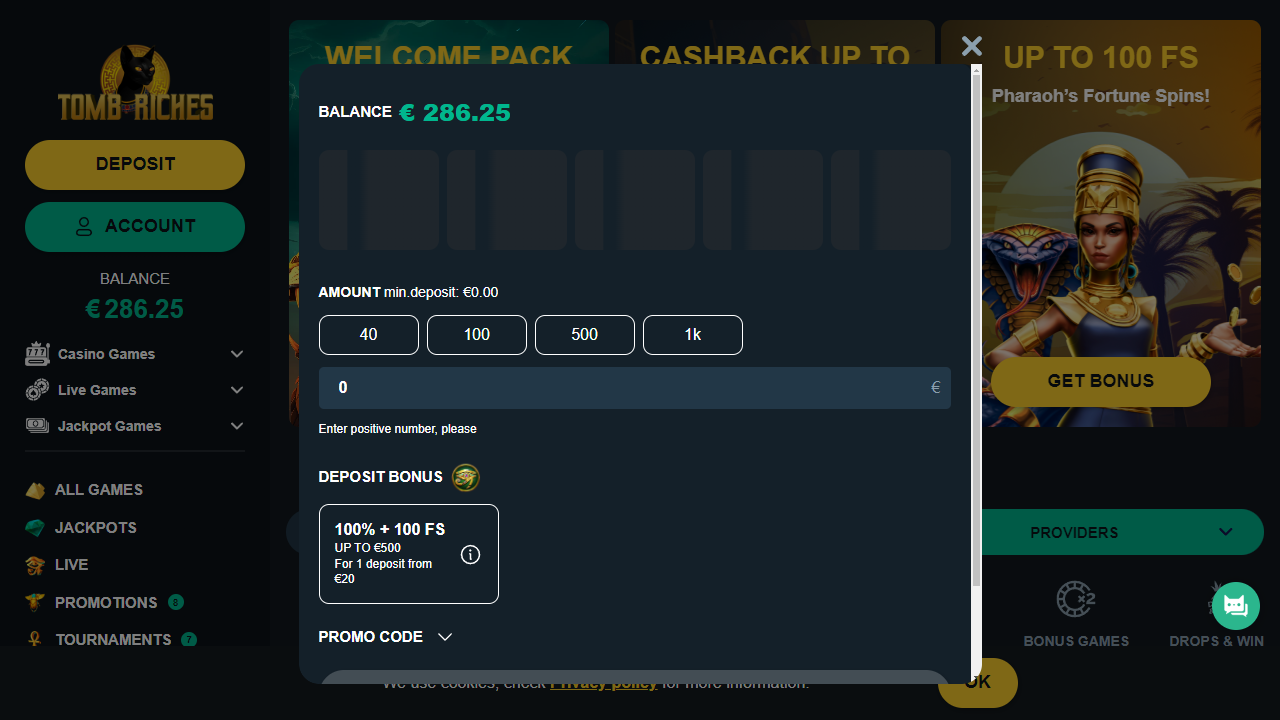 TOMB RICHES
DEPOSIT
ACCOUNT
BALANCE
€ 286.25
Casino Games
Live Games
Jackpot Games
ALL GAMES
JACKPOTS
LIVE
PROMOTIONS 8
TOURNAMENTS 7
WELCOME PACK
CASHBACK UP TO
UP TO 100 FS
Pharaoh's Fortune Spins!
GET BONUS
BALANCE € 286.25
AMOUNT min.deposit: €0.00
40 100 500 1k
0 €
Enter positive number, please
DEPOSIT BONUS
100% + 100 FS
UP TO €500
For 1 deposit from
€20
PROMO CODE
PROVIDERS
BONUS GAMES
DROPS & WIN
We use cookies, check Privacy policy for more information.
OK